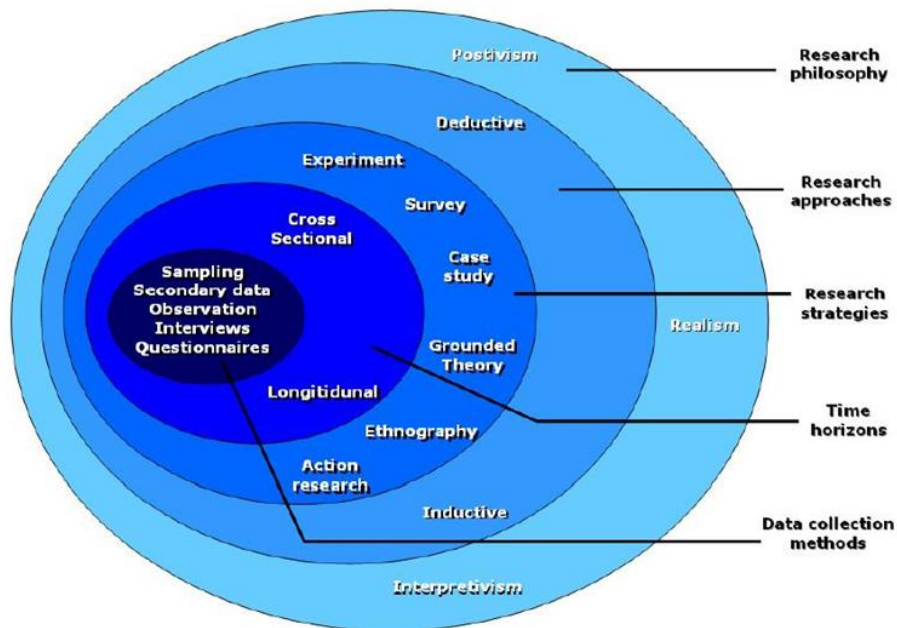 Postivism
Research
philosophy
Deductive
Experiment
Research
approaches
Survey
Cross
Sectional
Case
study
Sampling
Secondary data
Observation
Interviews
Questionnaires
Research
strategies
Realism
Grounded
Theory
Longitidunal
Time
horizons
Ethnography
Action
research
Inductive
Data collection
methods
Interpretivism